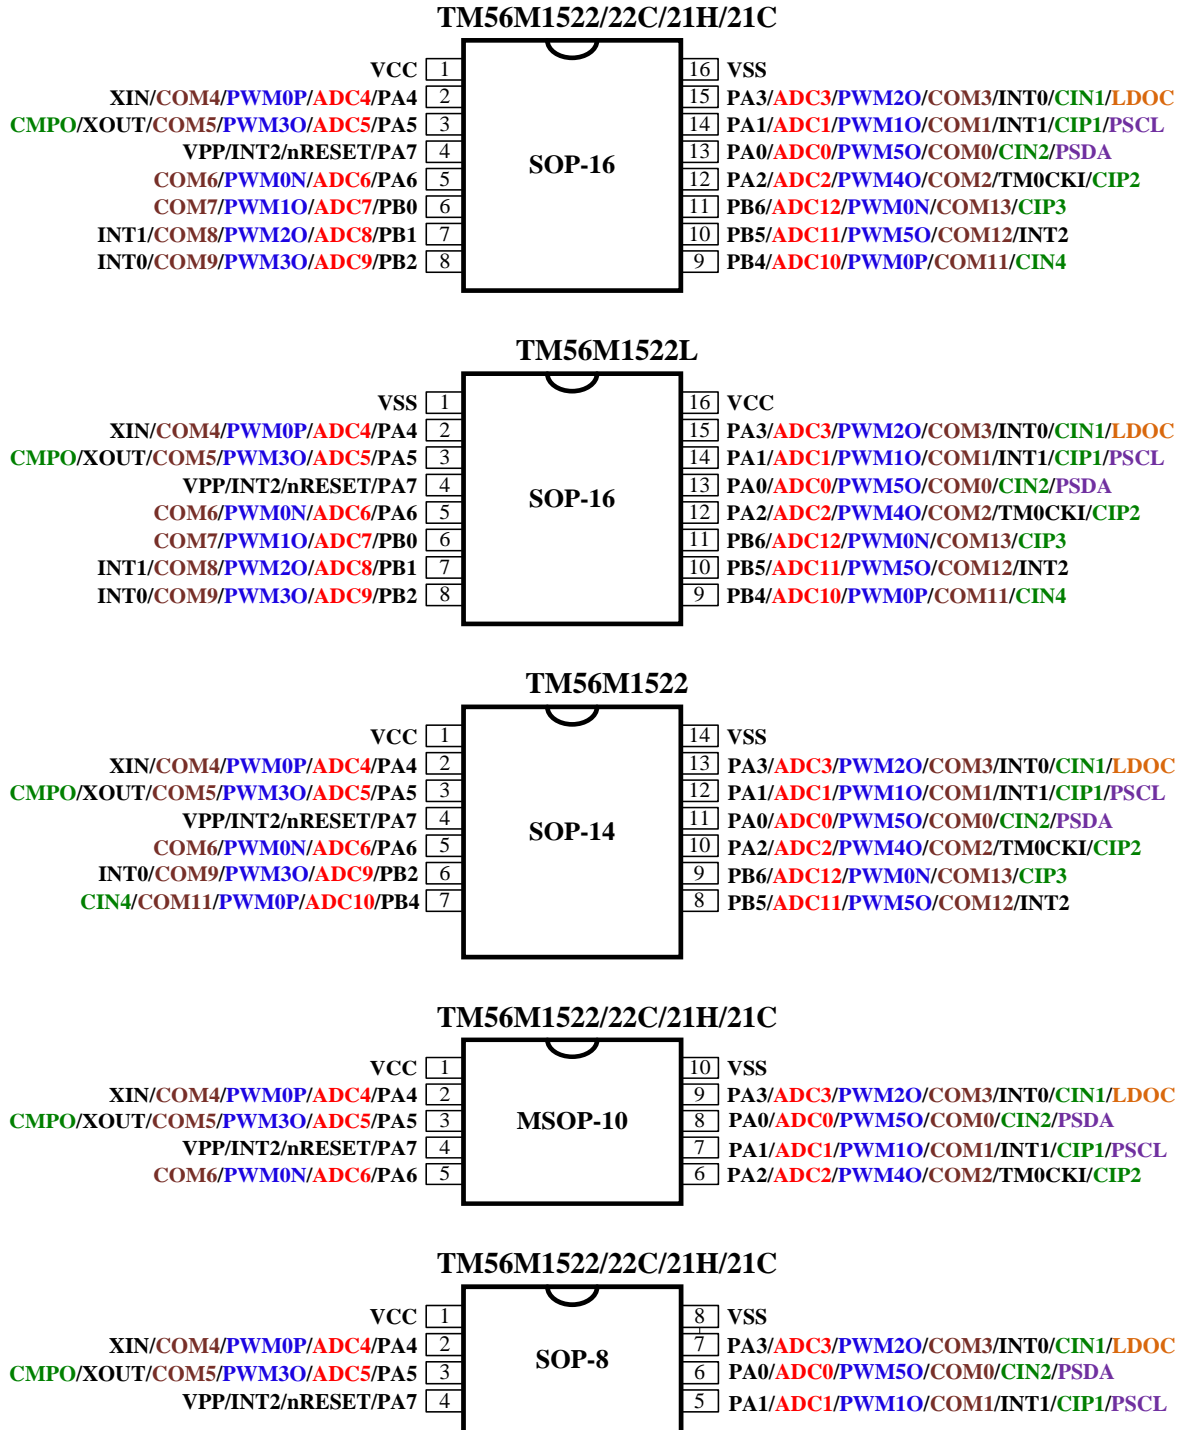 TM56M1522/22C/21H/21C
VCC 1 16 VSS
XIN/COM4/PWM0P/ADC4/PA4 2 15 PA3/ADC3/PWM2O/COM3/INT0/CIN1/LDOC
CMPO/XOUT/COM5/PWM3O/ADC5/PA5 3 14 PA1/ADC1/PWM1O/COM1/INT1/CIP1/PSCL
VPP/INT2/nRESET/PA7 4 13 PA0/ADC0/PWM5O/COM0/CIN2/PSDA
SOP-16
COM6/PWM0N/ADC6/PA6 5 12 PA2/ADC2/PWM4O/COM2/TM0CKI/CIP2
COM7/PWM1O/ADC7/PB0 6 11 PB6/ADC12/PWM0N/COM13/CIP3
INT1/COM8/PWM2O/ADC8/PB1 7 10 PB5/ADC11/PWM5O/COM12/INT2
INT0/COM9/PWM3O/ADC9/PB2 8 9 PB4/ADC10/PWM0P/COM11/CIN4
TM56M1522L
VSS 1 16 VCC
XIN/COM4/PWM0P/ADC4/PA4 2 15 PA3/ADC3/PWM2O/COM3/INT0/CIN1/LDOC
CMPO/XOUT/COM5/PWM3O/ADC5/PA5 3 14 PA1/ADC1/PWM1O/COM1/INT1/CIP1/PSCL
VPP/INT2/nRESET/PA7 4 13 PA0/ADC0/PWM5O/COM0/CIN2/PSDA
SOP-16
COM6/PWM0N/ADC6/PA6 5 12 PA2/ADC2/PWM4O/COM2/TM0CKI/CIP2
COM7/PWM1O/ADC7/PB0 6 11 PB6/ADC12/PWM0N/COM13/CIP3
INT1/COM8/PWM2O/ADC8/PB1 7 10 PB5/ADC11/PWM5O/COM12/INT2
INT0/COM9/PWM3O/ADC9/PB2 8 9 PB4/ADC10/PWM0P/COM11/CIN4
TM56M1522
VCC 1 14 VSS
XIN/COM4/PWM0P/ADC4/PA4 2 13 PA3/ADC3/PWM2O/COM3/INT0/CIN1/LDOC
CMPO/XOUT/COM5/PWM3O/ADC5/PA5 3 12 PA1/ADC1/PWM1O/COM1/INT1/CIP1/PSCL
VPP/INT2/nRESET/PA7 4 11 PA0/ADC0/PWM5O/COM0/CIN2/PSDA
SOP-14
COM6/PWM0N/ADC6/PA6 5 10 PA2/ADC2/PWM4O/COM2/TM0CKI/CIP2
INT0/COM9/PWM3O/ADC9/PB2 6 9 PB6/ADC12/PWM0N/COM13/CIP3
CIN4/COM11/PWM0P/ADC10/PB4 7 8 PB5/ADC11/PWM5O/COM12/INT2
TM56M1522/22C/21H/21C
VCC 1 10 VSS
XIN/COM4/PWM0P/ADC4/PA4 2 9 PA3/ADC3/PWM2O/COM3/INT0/CIN1/LDOC
CMPO/XOUT/COM5/PWM3O/ADC5/PA5 3 MSOP-10 8 PA0/ADC0/PWM5O/COM0/CIN2/PSDA
VPP/INT2/nRESET/PA7 4 7 PA1/ADC1/PWM1O/COM1/INT1/CIP1/PSCL
COM6/PWM0N/ADC6/PA6 5 6 PA2/ADC2/PWM4O/COM2/TM0CKI/CIP2
TM56M1522/22C/21H/21C
VCC 1 8 VSS
XIN/COM4/PWM0P/ADC4/PA4 2 7 PA3/ADC3/PWM2O/COM3/INT0/CIN1/LDOC
SOP-8
CMPO/XOUT/COM5/PWM3O/ADC5/PA5 3 6 PA0/ADC0/PWM5O/COM0/CIN2/PSDA
VPP/INT2/nRESET/PA7 4 5 PA1/ADC1/PWM1O/COM1/INT1/CIP1/PSCL